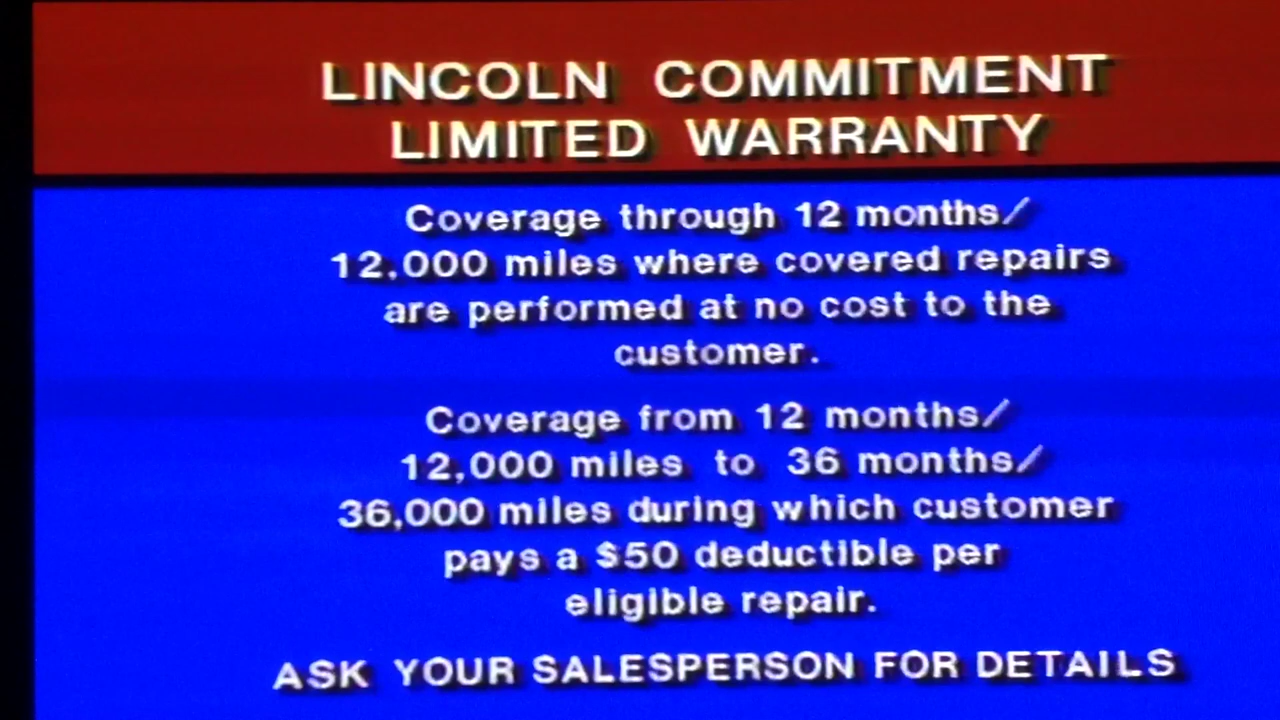 LINCOLN COMMITMENT
LIMITED WARRANTY
Coverage through 12 months/
12,000 miles where covered repairs
are performed at no cost to the
customer.
Coverage from 12 months/
12,000 miles to 36 months/
36,000 miles during which customer
pays a $50 deductible per
eligible repair.
ASK YOUR SALESPERSON FOR DETAILS